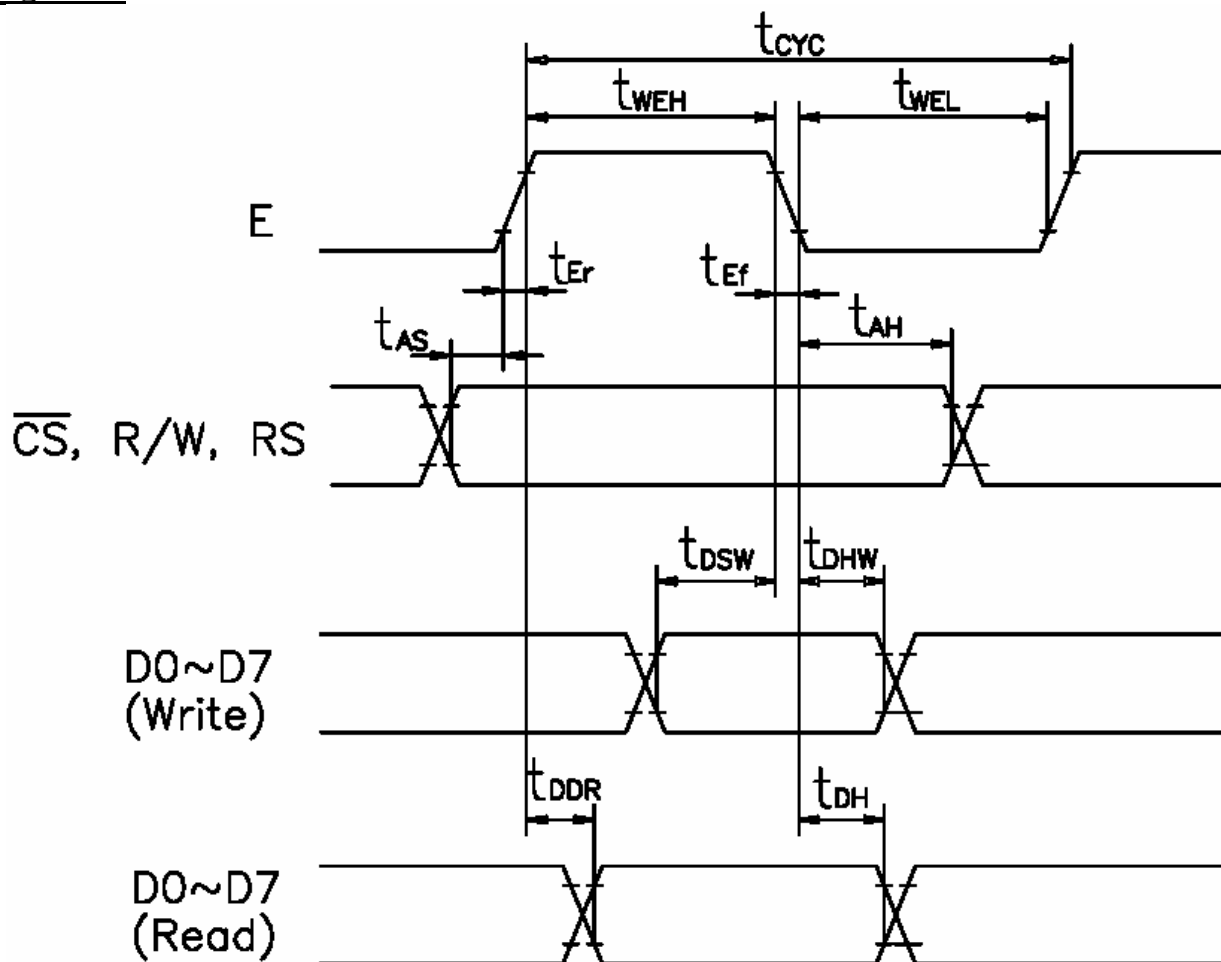 tCYC
tWEH tWEL
E
tEr tEf
tAS tAH
CS, R/W, RS
tDSW tDHW
D0~D7
(Write)
tDDR tDH
D0~D7
(Read)